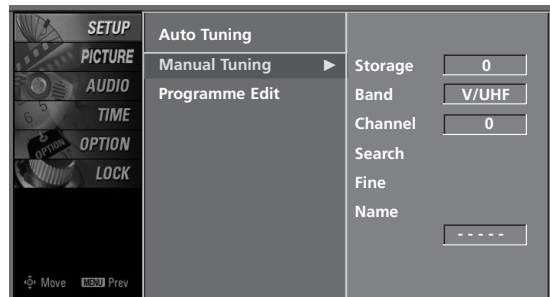 SETUP
PICTURE
AUDIO
TIME
OPTION
LOCK
Move MENU Prev
Auto Tuning
Manual Tuning ▶
Programme Edit
Storage 0
Band V/UHF
Channel 0
Search
Fine
Name
- - - - -